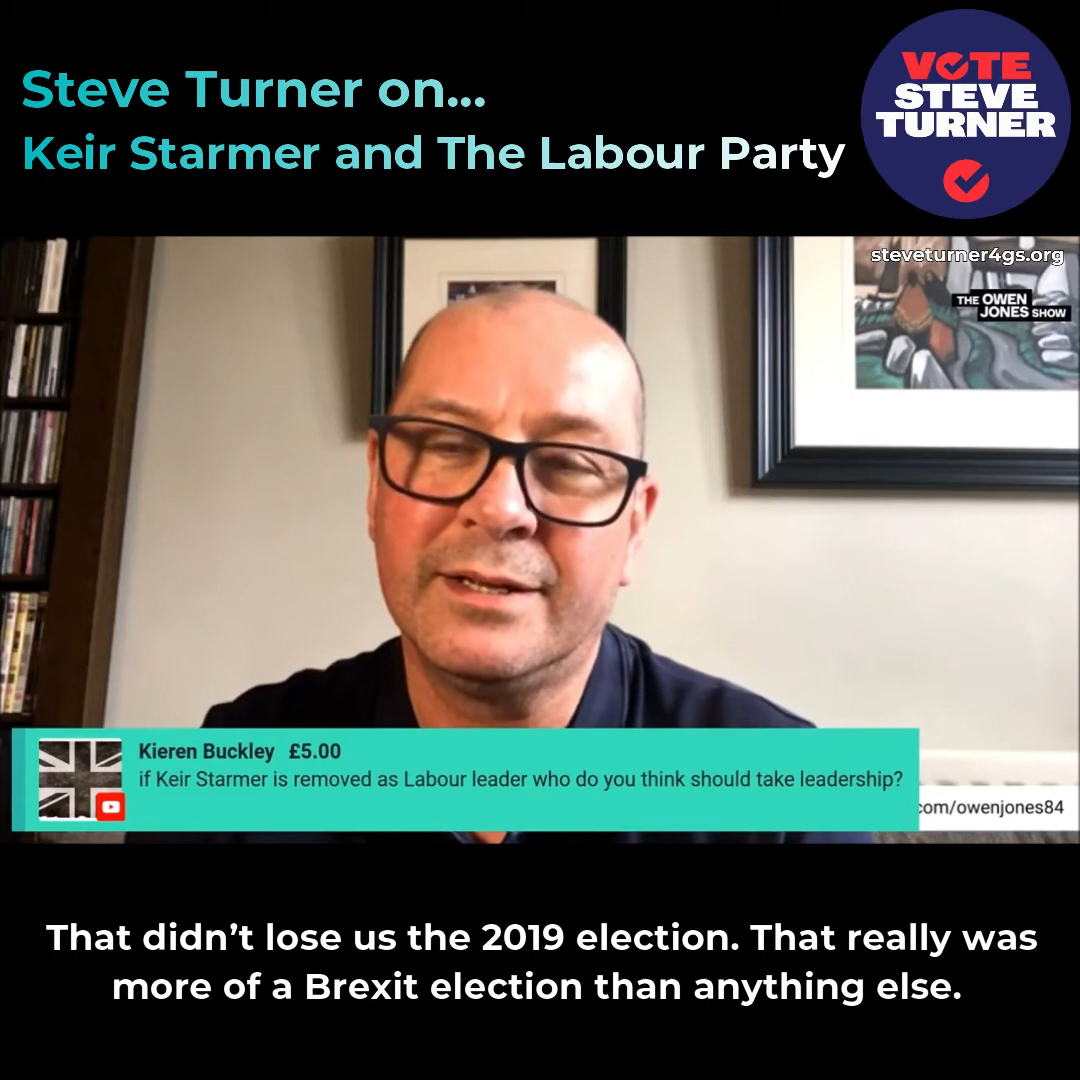 Steve Turner on...
Keir Starmer and The Labour Party
VOTE
STEVE
TURNER
steveturner4gs.org
THE OWEN
JONES SHOW
Kieren Buckley £5.00
if Keir Starmer is removed as Labour leader who do you think should take leadership?
com/owenjones84
That didn’t lose us the 2019 election. That really was
more of a Brexit election than anything else.